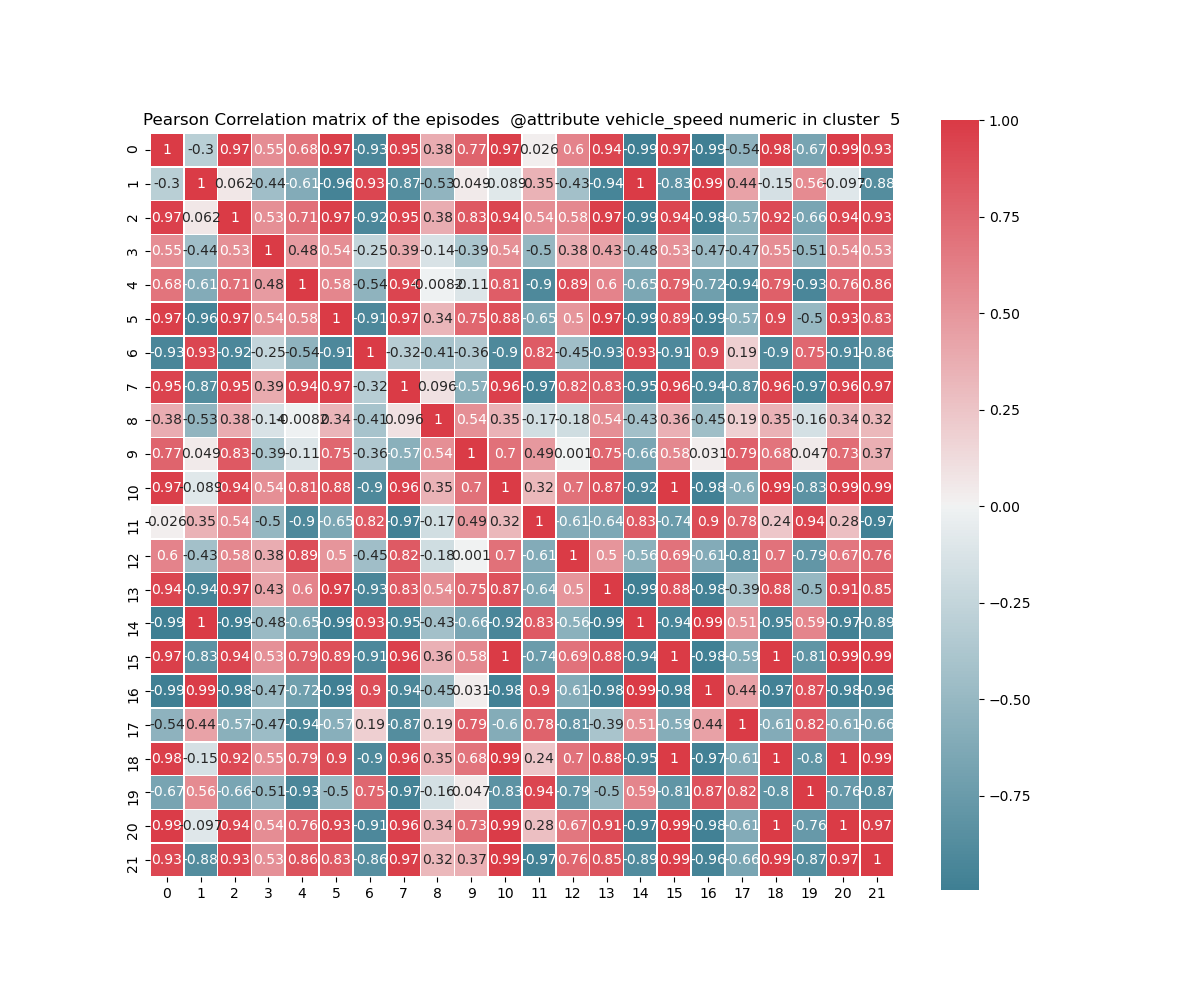 Pearson Correlation matrix of the episodes  @attribute vehicle_speed numeric in cluster  5
0 1 -0.3 0.97 0.55 0.68 0.97 -0.93 0.95 0.38 0.77 0.97 0.026 0.6 0.94 -0.99 0.97 -0.99 -0.54 0.98 -0.67 0.99 0.93
1 -0.3 1 0.062 -0.44 -0.61 -0.96 0.93 -0.87 -0.53 0.049 0.089 0.35 -0.43 -0.94 1 -0.83 0.99 0.44 -0.15 0.56 -0.097 -0.88
2 0.97 0.062 1 0.53 0.71 0.97 -0.92 0.95 0.38 0.83 0.94 0.54 0.58 0.97 -0.99 0.94 -0.98 -0.57 0.92 -0.66 0.94 0.93
3 0.55 -0.44 0.53 1 0.48 0.54 -0.25 0.39 -0.14 -0.39 0.54 -0.5 0.38 0.43 -0.48 0.53 -0.47 -0.47 0.55 -0.51 0.54 0.53
4 0.68 -0.61 0.71 0.48 1 0.58 -0.54 0.94 0.0082 -0.11 0.81 -0.9 0.89 0.6 -0.65 0.79 -0.72 -0.94 0.79 -0.93 0.76 0.86
5 0.97 -0.96 0.97 0.54 0.58 1 -0.91 0.97 0.34 0.75 0.88 -0.65 0.5 0.97 -0.99 0.89 -0.99 -0.57 0.9 -0.5 0.93 0.83
6 -0.93 0.93 -0.92 -0.25 -0.54 -0.91 1 -0.32 -0.41 -0.36 -0.9 0.82 -0.45 -0.93 0.93 -0.91 0.9 0.19 -0.9 0.75 -0.91 -0.86
7 0.95 -0.87 0.95 0.39 0.94 0.97 -0.32 1 0.096 -0.57 0.96 -0.97 0.82 0.83 -0.95 0.96 -0.94 -0.87 0.96 -0.97 0.96 0.97
8 0.38 -0.53 0.38 -0.14 0.0082 0.34 -0.41 0.096 1 0.54 0.35 -0.17 -0.18 0.54 -0.43 0.36 -0.45 0.19 0.35 -0.16 0.34 0.32
9 0.77 0.049 0.83 -0.39 -0.11 0.75 -0.36 -0.57 0.54 1 0.7 0.49 0.001 0.75 -0.66 0.58 0.031 0.79 0.68 0.047 0.73 0.37
10 0.97 -0.089 0.94 0.54 0.81 0.88 -0.9 0.96 0.35 0.7 1 0.32 0.7 0.87 -0.92 1 -0.98 -0.6 0.99 -0.83 0.99 0.99
11 -0.026 0.35 0.54 -0.5 -0.9 -0.65 0.82 -0.97 -0.17 0.49 0.32 1 -0.61 -0.64 0.83 -0.74 0.9 0.78 0.24 0.94 0.28 -0.97
12 0.6 -0.43 0.58 0.38 0.89 0.5 -0.45 0.82 -0.18 0.001 0.7 -0.61 1 0.5 -0.56 0.69 -0.61 -0.81 0.7 -0.79 0.67 0.76
13 0.94 -0.94 0.97 0.43 0.6 0.97 -0.93 0.83 0.54 0.75 0.87 -0.64 0.5 1 -0.99 0.88 -0.98 -0.39 0.88 -0.5 0.91 0.85
14 -0.99 1 -0.99 -0.48 -0.65 -0.99 0.93 -0.95 -0.43 -0.66 -0.92 0.83 -0.56 -0.99 1 -0.94 0.99 0.51 -0.95 0.59 -0.97 -0.89
15 0.97 -0.83 0.94 0.53 0.79 0.89 -0.91 0.96 0.36 0.58 1 -0.74 0.69 0.88 -0.94 1 -0.98 -0.59 1 -0.81 0.99 0.99
16 -0.99 0.99 -0.98 -0.47 -0.72 -0.99 0.9 -0.94 -0.45 0.031 -0.98 0.9 -0.61 -0.98 0.99 -0.98 1 0.44 -0.97 0.87 -0.98 -0.96
17 -0.54 0.44 -0.57 -0.47 -0.94 -0.57 0.19 -0.87 0.19 0.79 -0.6 0.78 -0.81 -0.39 0.51 -0.59 0.44 1 -0.61 0.82 -0.61 -0.66
18 0.98 -0.15 0.92 0.55 0.79 0.9 -0.9 0.96 0.35 0.68 0.99 0.24 0.7 0.88 -0.95 1 -0.97 -0.61 1 -0.8 1 0.99
19 -0.67 0.56 -0.66 -0.51 -0.93 -0.5 0.75 -0.97 -0.16 0.047 -0.83 0.94 -0.79 -0.5 0.59 -0.81 0.87 0.82 -0.8 1 -0.76 -0.87
20 0.99 -0.097 0.94 0.54 0.76 0.93 -0.91 0.96 0.34 0.73 0.99 0.28 0.67 0.91 -0.97 0.99 -0.98 -0.61 1 -0.76 1 0.97
21 0.93 -0.88 0.93 0.53 0.86 0.83 -0.86 0.97 0.32 0.37 0.99 -0.97 0.76 0.85 -0.89 0.99 -0.96 -0.66 0.99 -0.87 0.97 1
0 1 2 3 4 5 6 7 8 9 10 11 12 13 14 15 16 17 18 19 20 21
1.00
0.75
0.50
0.25
0.00
−0.25
−0.50
−0.75